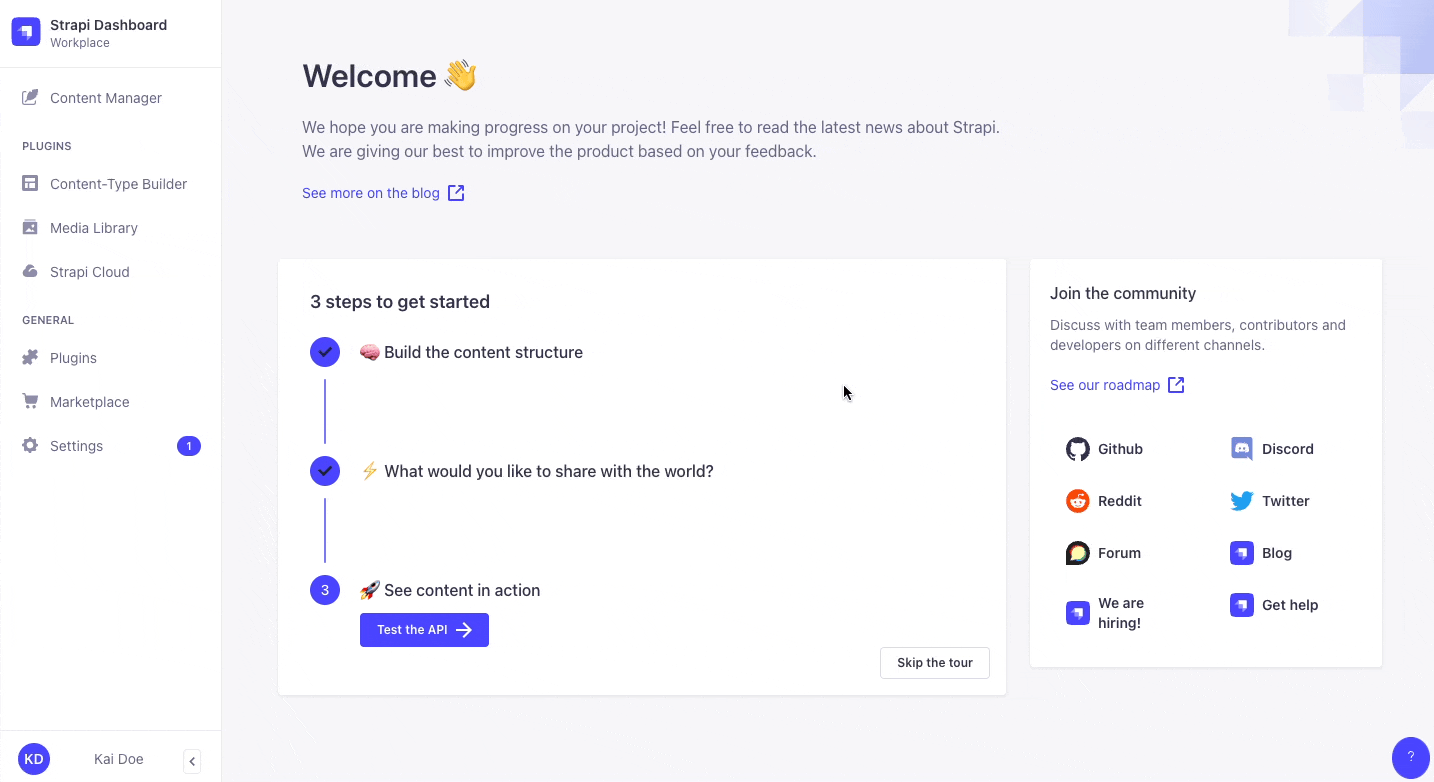 Strapi Dashboard
Workplace
Content Manager
PLUGINS
Content-Type Builder
Media Library
Strapi Cloud
GENERAL
Plugins
Marketplace
Settings
1
KD
Kai Doe
Welcome 👋
We hope you are making progress on your project! Feel free to read the latest news about Strapi.
We are giving our best to improve the product based on your feedback.
See more on the blog
3 steps to get started
🧠 Build the content structure
⚡️ What would you like to share with the world?
3
🚀 See content in action
Test the API
Skip the tour
Join the community
Discuss with team members, contributors and
developers on different channels.
See our roadmap
Github
Discord
Reddit
Twitter
Forum
Blog
We are
hiring!
Get help
?